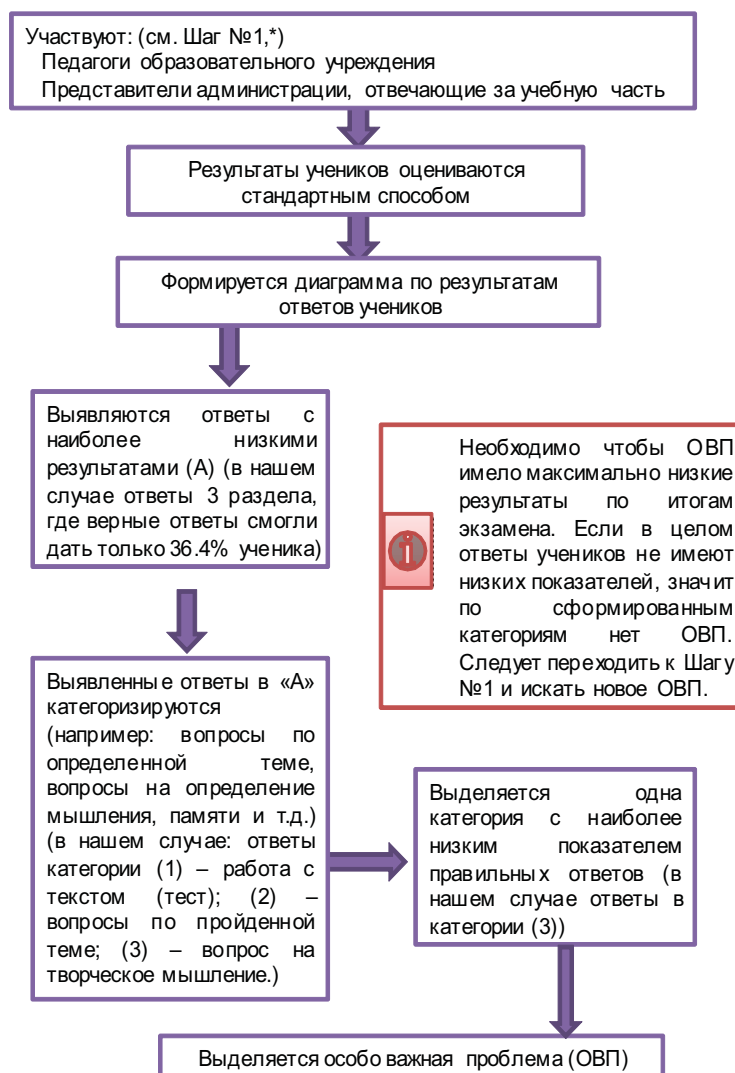 Участвуют: (см. Шаг №1,*)
Педагоги образовательного учреждения
Представители администрации, отвечающие за учебную часть
Результаты учеников оцениваются
стандартным способом
Формируется диаграмма по результатам
ответов учеников
Выявляются ответы с
наиболее низкими
результатами (А) (в нашем
случае ответы 3 раздела,
где верные ответы смогли
дать только 36.4% ученика)
Необходимо чтобы ОВП
имело максимально низкие
результаты по итогам
экзамена. Если в целом
ответы учеников не имеют
низких показателей, значит
по сформированным
категориям нет ОВП.
Следует переходить к Шагу
№1 и искать новое ОВП.
Выявленные ответы в «А»
категоризируются
(например: вопросы по
определенной теме,
вопросы на определение
мышления, памяти и т.д.)
(в нашем случае: ответы
категории (1) – работа с
текстом (тест); (2) –
вопросы по пройденной
теме; (3) – вопрос на
творческое мышление.)
Выделяется одна
категория с наиболее
низким показателем
правильных ответов (в
нашем случае ответы в
категории (3))
Выделяется особо важная проблема (ОВП)